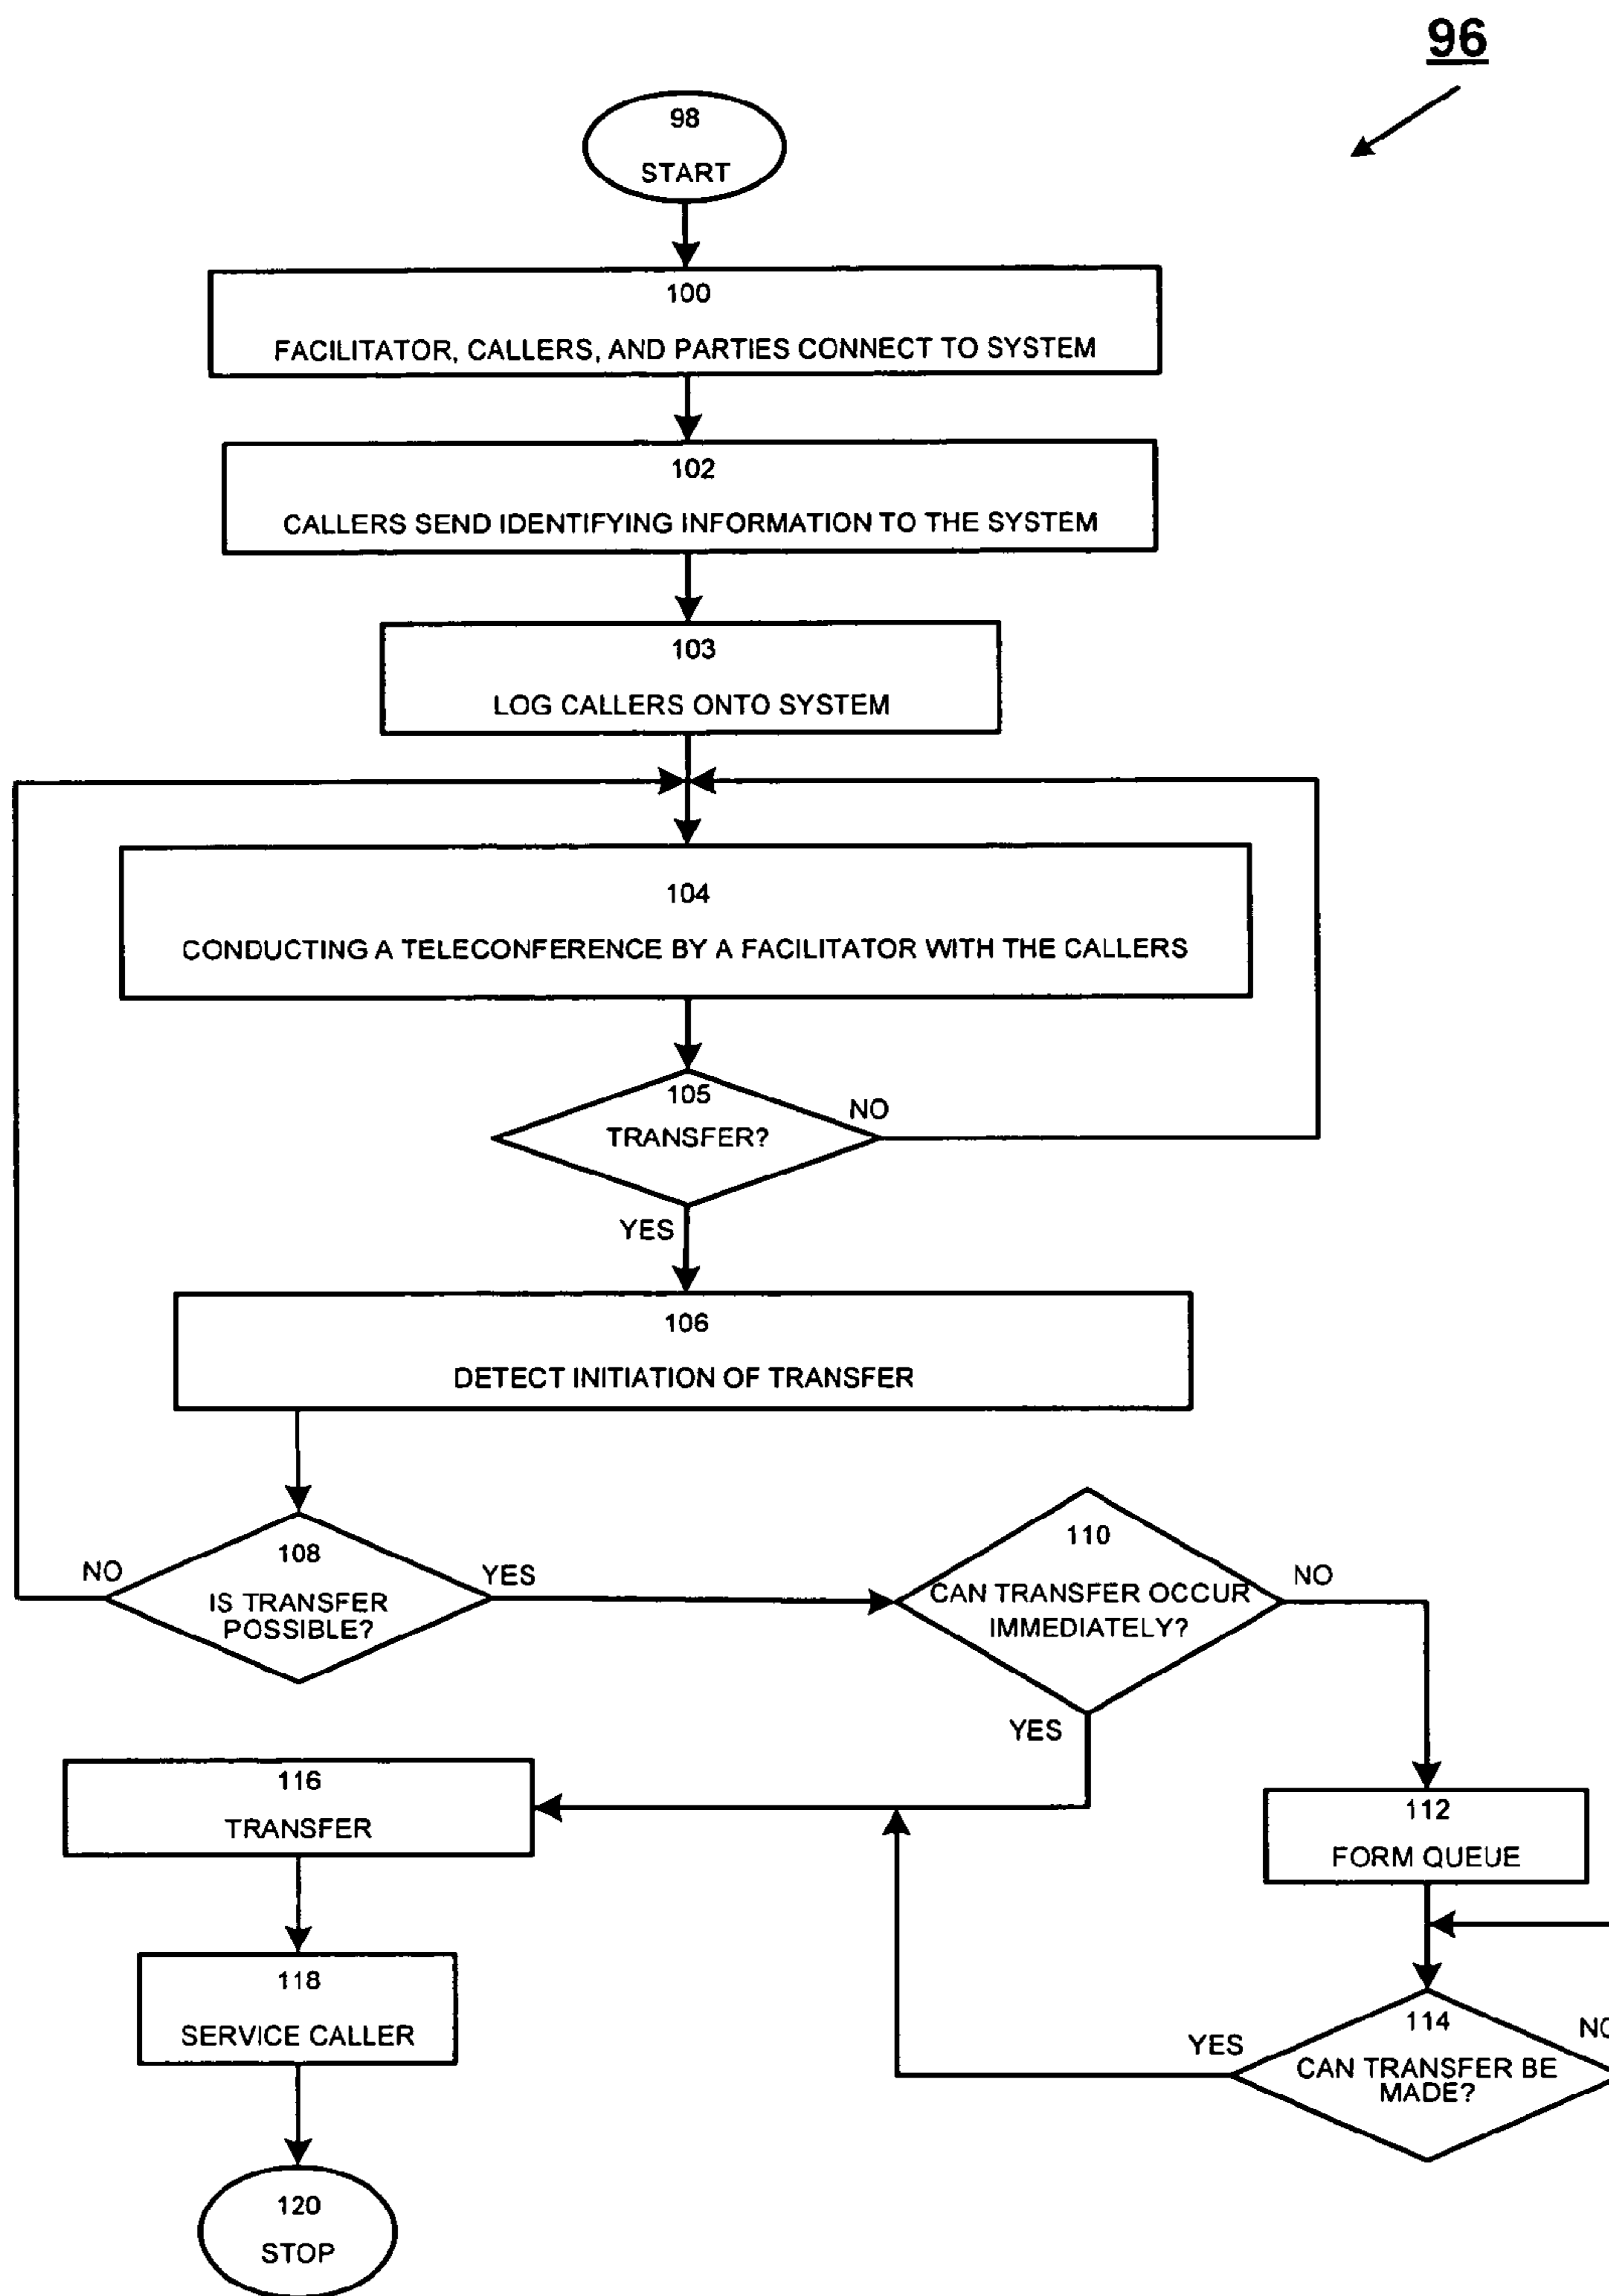 96
98
START
100
FACILITATOR, CALLERS, AND PARTIES CONNECT TO SYSTEM
102
CALLERS SEND IDENTIFYING INFORMATION TO THE SYSTEM
103
LOG CALLERS ONTO SYSTEM
104
CONDUCTING A TELECONFERENCE BY A FACILITATOR WITH THE CALLERS
105
TRANSFER?
NO
YES
106
DETECT INITIATION OF TRANSFER
108
IS TRANSFER
POSSIBLE?
NO
YES
110
CAN TRANSFER OCCUR
IMMEDIATELY?
NO
YES
112
FORM QUEUE
114
CAN TRANSFER BE
MADE?
YES
NO
116
TRANSFER
118
SERVICE CALLER
120
STOP